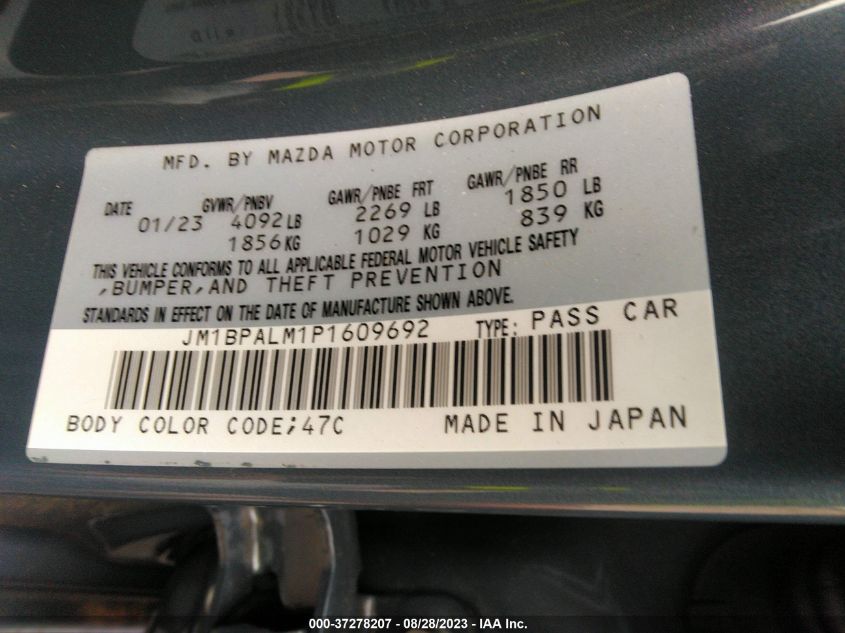 MFD. BY MAZDA MOTOR CORPORATION
DATE GVWR/PNBV GAWR/PNBE FRT GAWR/PNBE RR
01/23 4092 LB 2269 LB 1850 LB
1856 KG 1029 KG 839 KG
THIS VEHICLE CONFORMS TO ALL APPLICABLE FEDERAL MOTOR VEHICLE SAFETY
,BUMPER,AND THEFT PREVENTION
STANDARDS IN EFFECT ON THE DATE OF MANUFACTURE SHOWN ABOVE.
JM1BPALM1P1609692 TYPE: PASS CAR
BODY COLOR CODE;47C MADE IN JAPAN
000-37278207 - 08/28/2023 - IAA Inc.